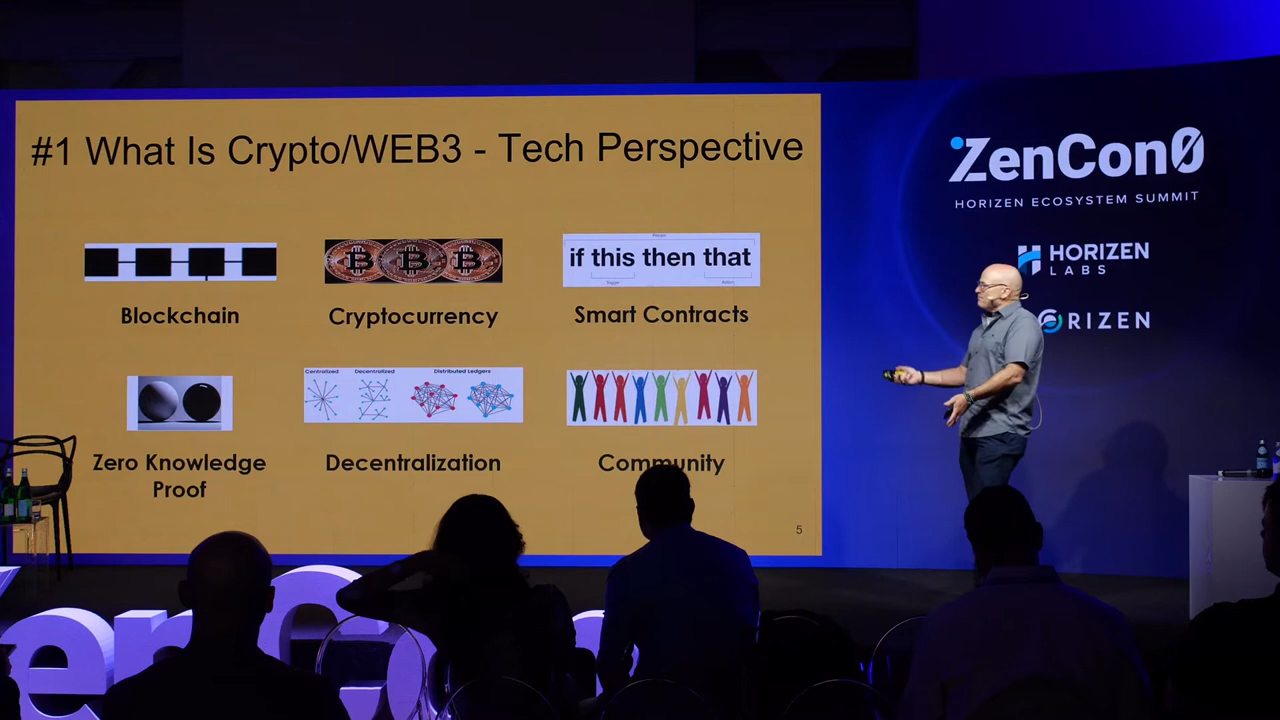 #1 What Is Crypto/WEB3 - Tech Perspective
if this then that
Blockchain
Cryptocurrency
Smart Contracts
Centralized
Decentralized
Distributed Ledgers
Zero Knowledge
Proof
Decentralization
Community
5
ZenCon0
HORIZEN ECOSYSTEM SUMMIT
HORIZEN
LABS
RIZEN